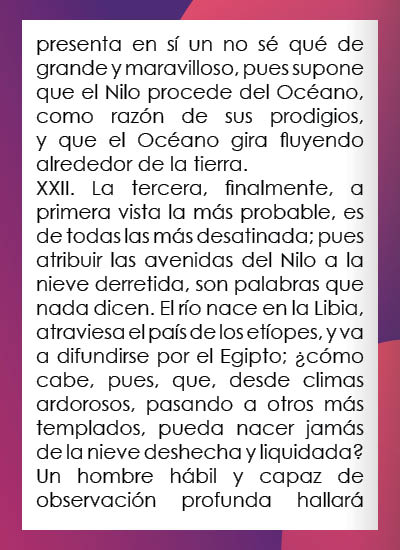 presenta en sí un no sé qué de
grande y maravilloso, pues supone
que el Nilo procede del Océano,
como razón de sus prodigios,
y que el Océano gira fluyendo
alrededor de la tierra.
XXII. La tercera, finalmente, a
primera vista la más probable, es
de todas las más desatinada; pues
atribuir las avenidas del Nilo a la
nieve derretida, son palabras que
nada dicen. El río nace en la Libia,
atraviesa el país de los etíopes, y va
a difundirse por el Egipto; ¿cómo
cabe, pues, que, desde climas
ardorosos, pasando a otros más
templados, pueda nacer jamás
de la nieve deshecha y liquidada?
Un hombre hábil y capaz de
observación profunda hallará